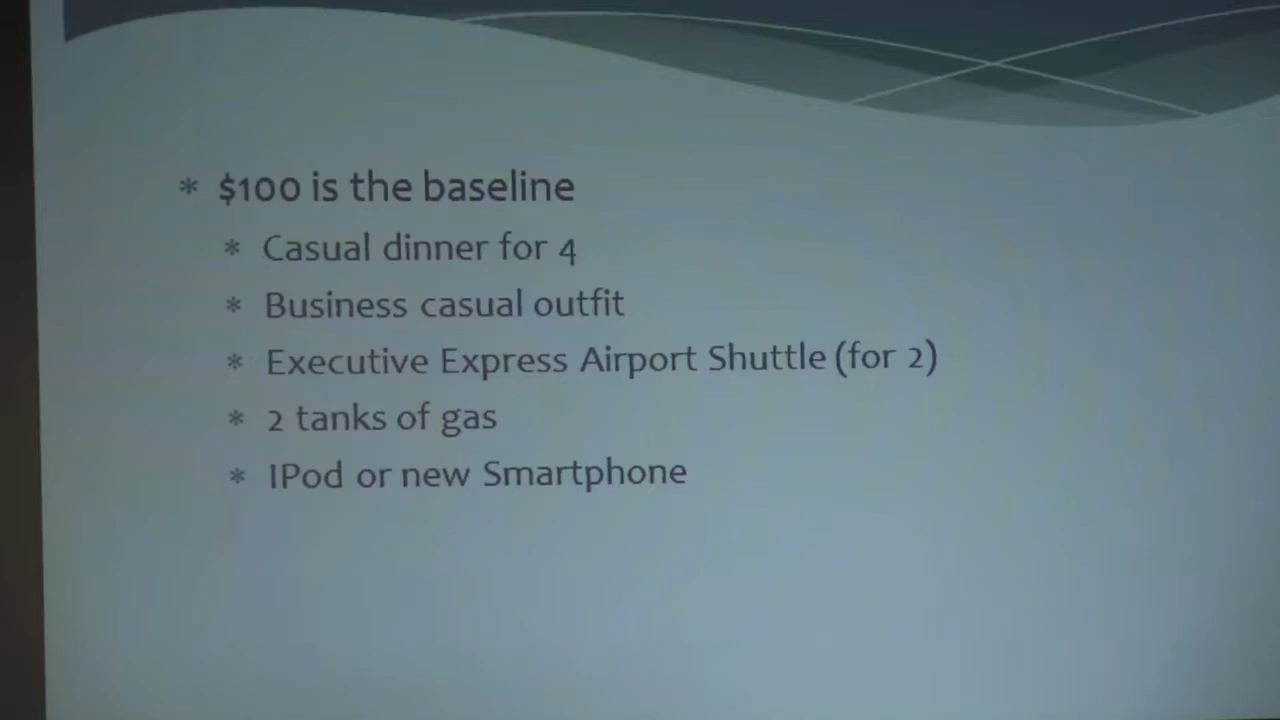 * $100 is the baseline
* Casual dinner for 4
* Business casual outfit
* Executive Express Airport Shuttle (for 2)
* 2 tanks of gas
* IPod or new Smartphone